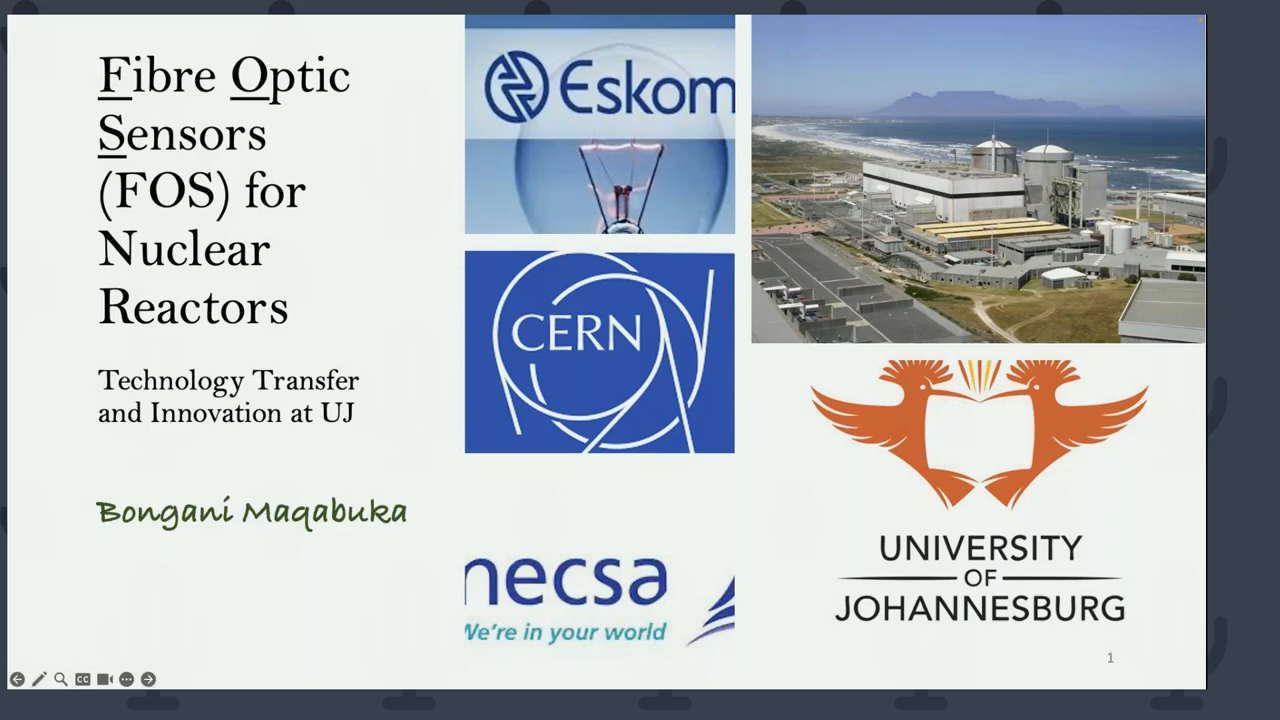 Fibre Optic
Sensors
(FOS) for
Nuclear
Reactors
Technology Transfer
and Innovation at UJ
Bongani Maqabuka
Eskom
CERN
necsa
We're in your world
UNIVERSITY
OF
JOHANNESBURG
1
CC